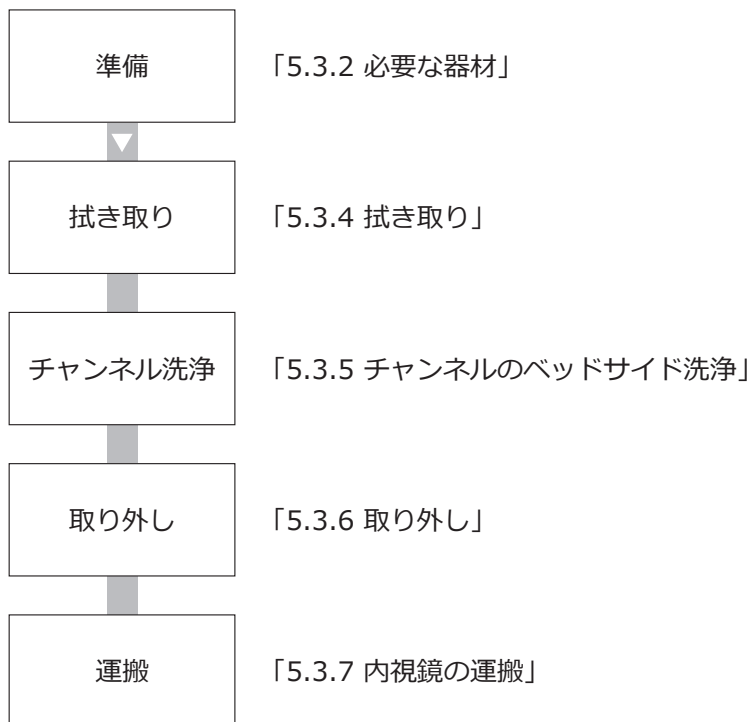 準備 「5.3.2 必要な器材」
拭き取り 「5.3.4 拭き取り」
チャンネル洗浄 「5.3.5 チャンネルのベッドサイド洗浄」
取り外し 「5.3.6 取り外し」
運搬 「5.3.7 内視鏡の運搬」